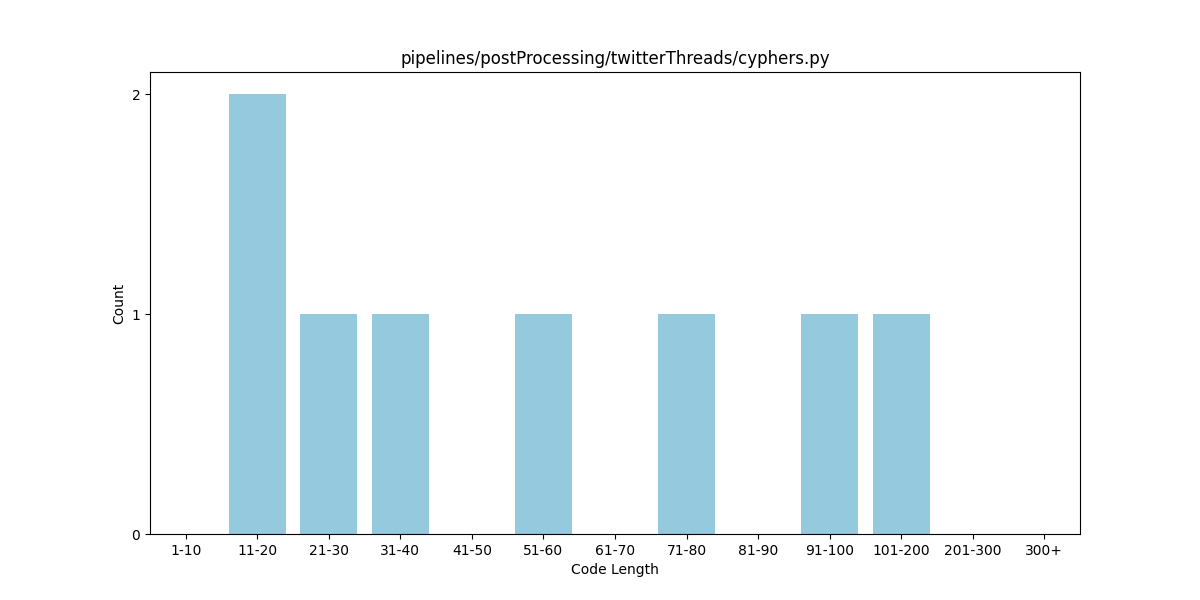 pipelines/postProcessing/twitterThreads/cyphers.py
2
1
0
Count
1-10 11-20 21-30 31-40 41-50 51-60 61-70 71-80 81-90 91-100 101-200 201-300 300+
Code Length